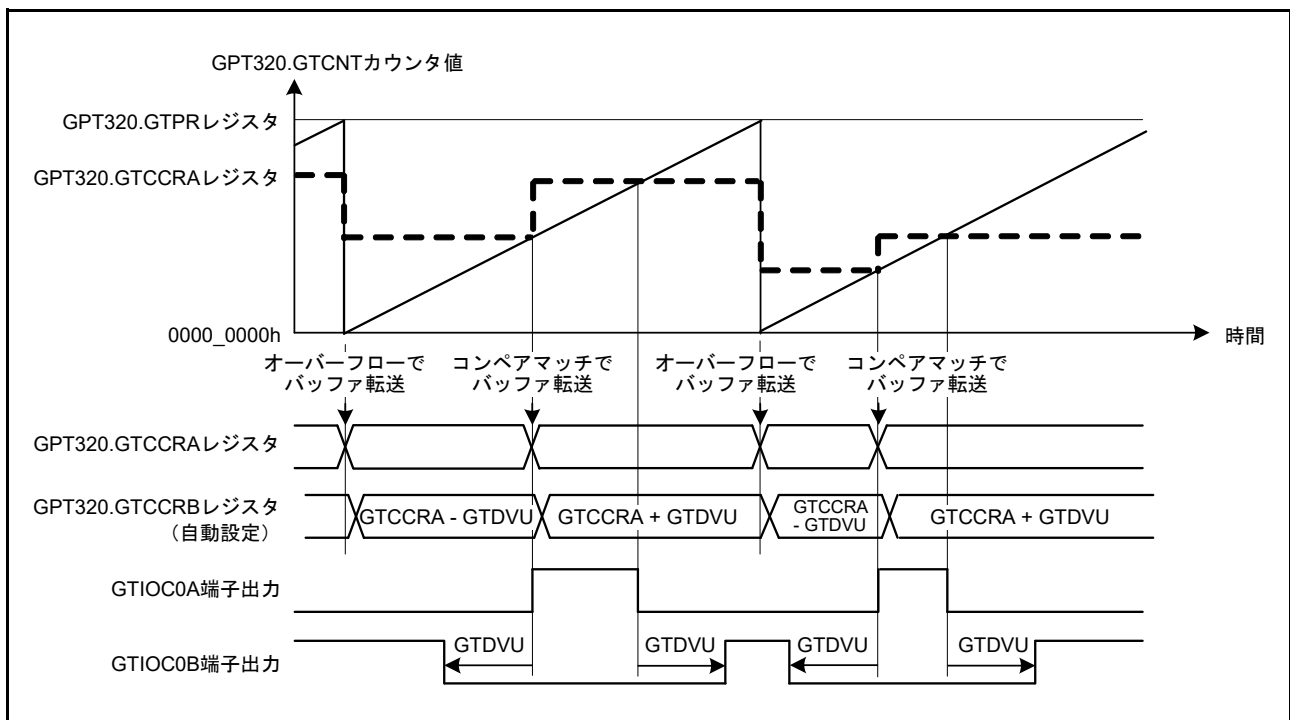 GPT320.GTCNTカウンタ値
GPT320.GTPRレジスタ
GPT320.GTCCRAレジスタ
0000_0000h
時間
オーバーフローで
バッファ転送
コンペアマッチで
バッファ転送
オーバーフローで
バッファ転送
コンペアマッチで
バッファ転送
GPT320.GTCCRAレジスタ
GPT320.GTCCRBレジスタ
（自動設定）
GTCCRA - GTDVU
GTCCRA + GTDVU
GTCCRA
- GTDVU
GTCCRA + GTDVU
GTIOC0A端子出力
GTIOC0B端子出力
GTDVU
GTDVU
GTDVU
GTDVU